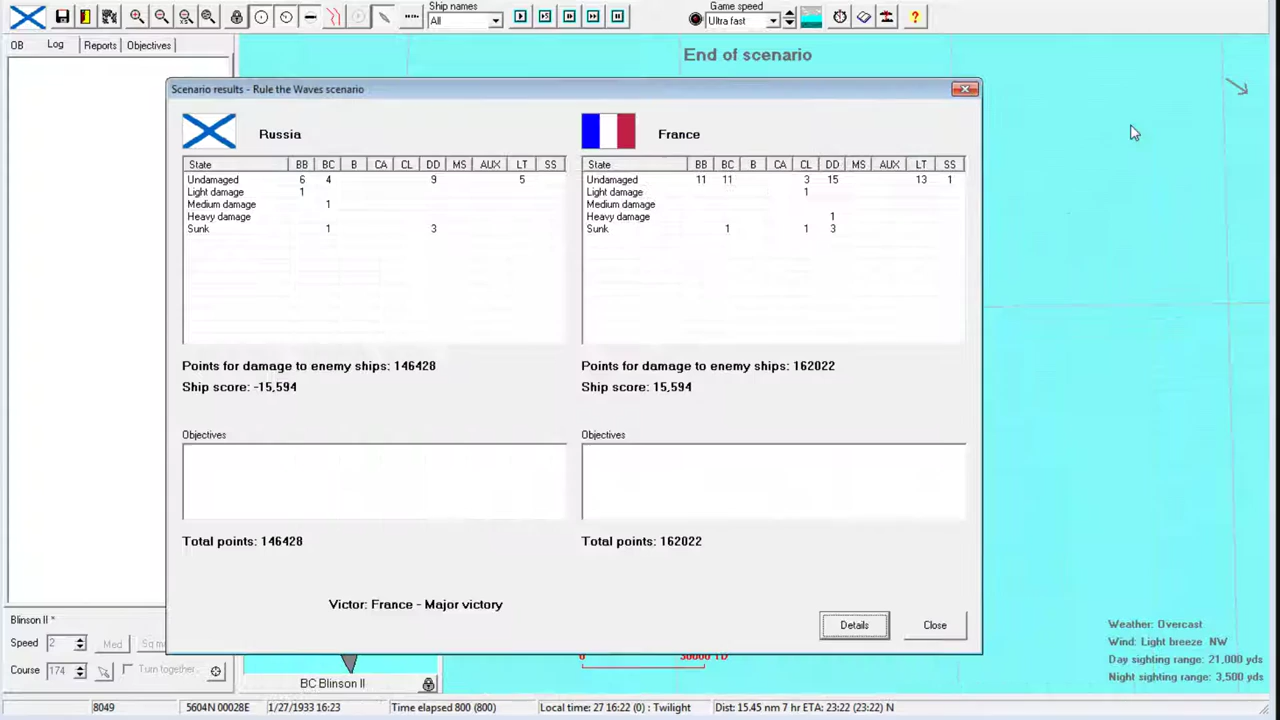 Ship names
All
Game speed
Ultra fast
OB Log Reports Objectives
End of scenario
Scenario results - Rule the Waves scenario
Russia
State BB BC B CA CL DD MS AUX LT SS
Undamaged 6 4 9 5
Light damage 1
Medium damage 1
Heavy damage
Sunk 1 3
Points for damage to enemy ships: 146428
Ship score: -15,594
Objectives
Total points: 146428
France
State BB BC B CA CL DD MS AUX LT SS
Undamaged 11 11 3 15 13 1
Light damage 1
Medium damage
Heavy damage 1
Sunk 1 1 3
Points for damage to enemy ships: 162022
Ship score: 15,594
Objectives
Total points: 162022
Victor: France - Major victory
Details Close
Blinson II *
Speed 2 Med Sq m
Course 174 Turn together.
BC Blinson II
Weather: Overcast
Wind: Light breeze NW
Day sighting range: 21,000 yds
Night sighting range: 3,500 yds
8049 5604N 00028E 1/27/1933 16:23 Time elapsed 800 (800) Local time: 27 16:22 (0) : Twilight Dist: 15.45 nm 7 hr ETA: 23:22 (23:22) N